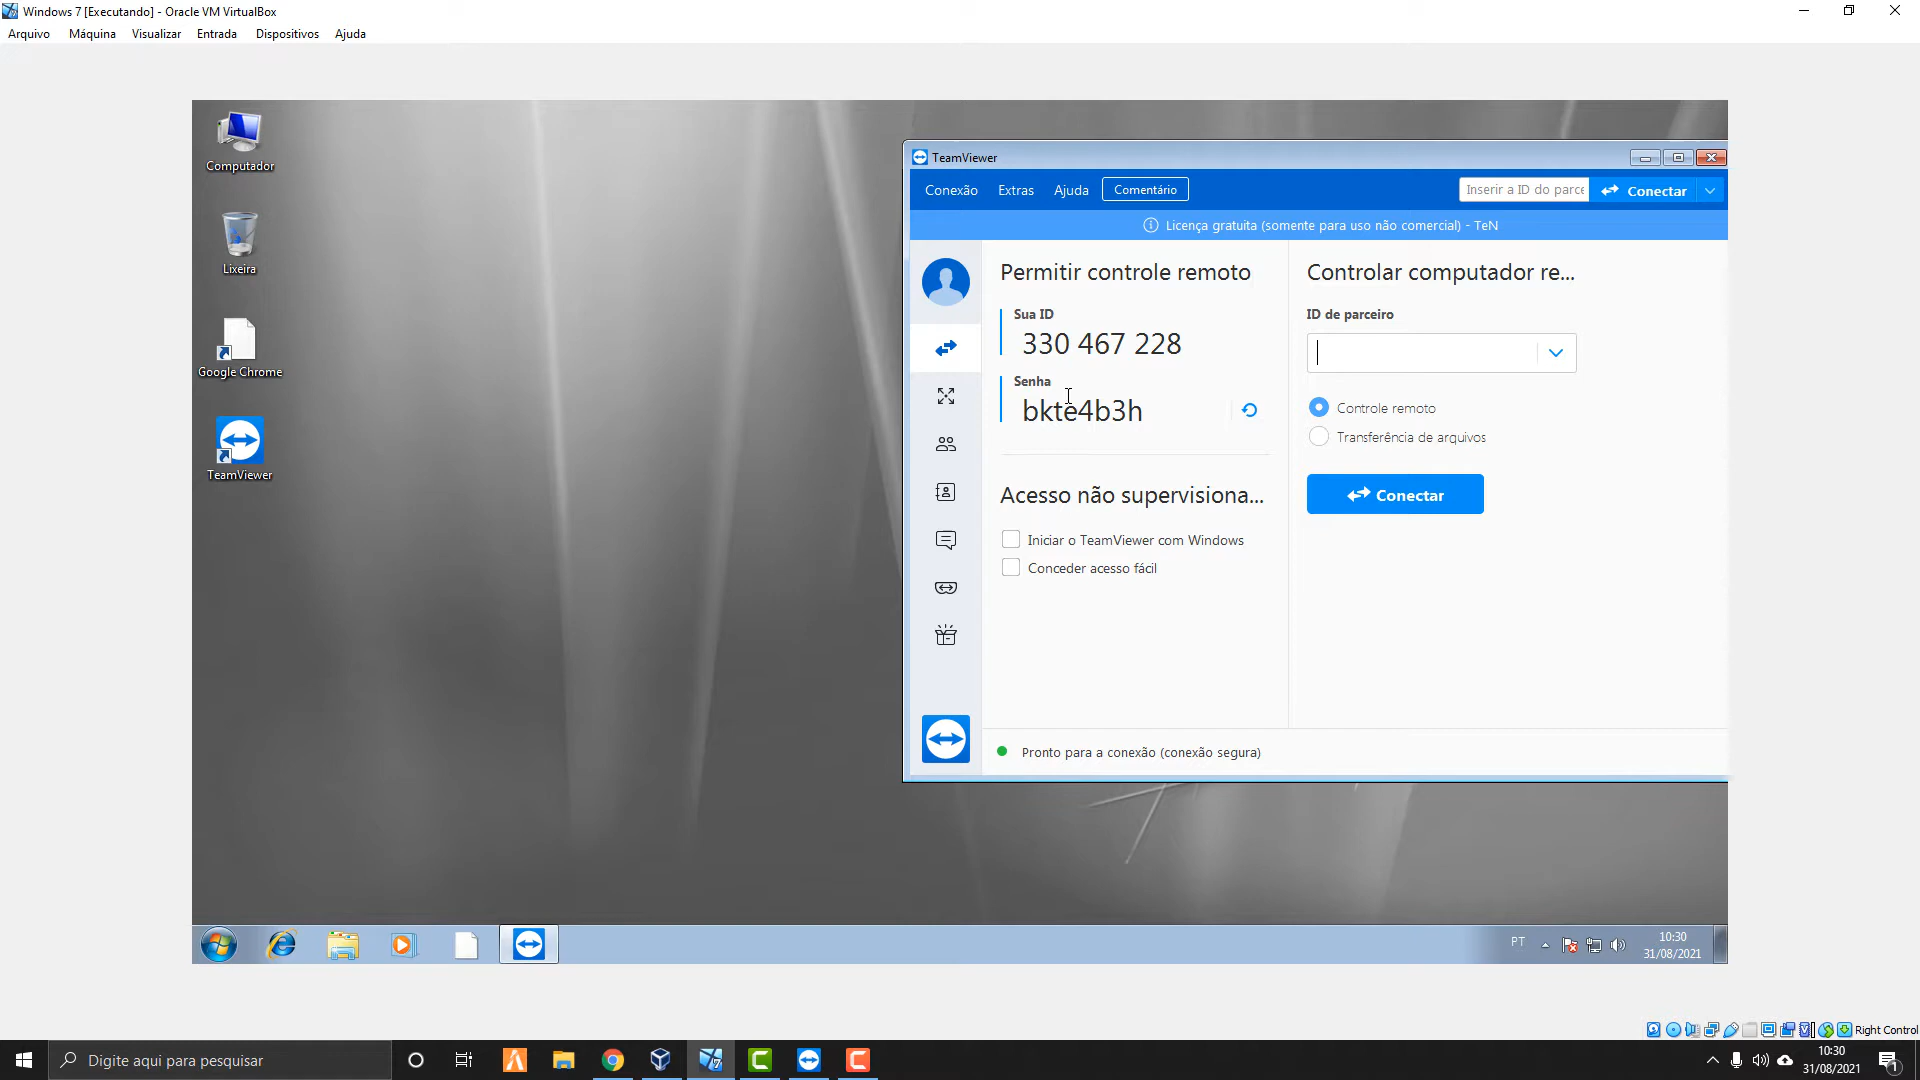 Windows 7 [Executando] - Oracle VM VirtualBox
Arquivo Máquina Visualizar Entrada Dispositivos Ajuda
Computador
Lixeira
Google Chrome
TeamViewer
TeamViewer
Conexão Extras Ajuda Comentário Inserir a ID do parce Conectar
Licença gratuita (somente para uso não comercial) - TeN
Permitir controle remoto
Sua ID
330 467 228
Senha
bkte4b3h
Acesso não supervisiona...
Iniciar o TeamViewer com Windows
Conceder acesso fácil
Controlar computador re...
ID de parceiro
Controle remoto
Transferência de arquivos
Conectar
Pronto para a conexão (conexão segura)
PT
10:30
31/08/2021
Right Control
Digite aqui para pesquisar
10:30
31/08/2021
1